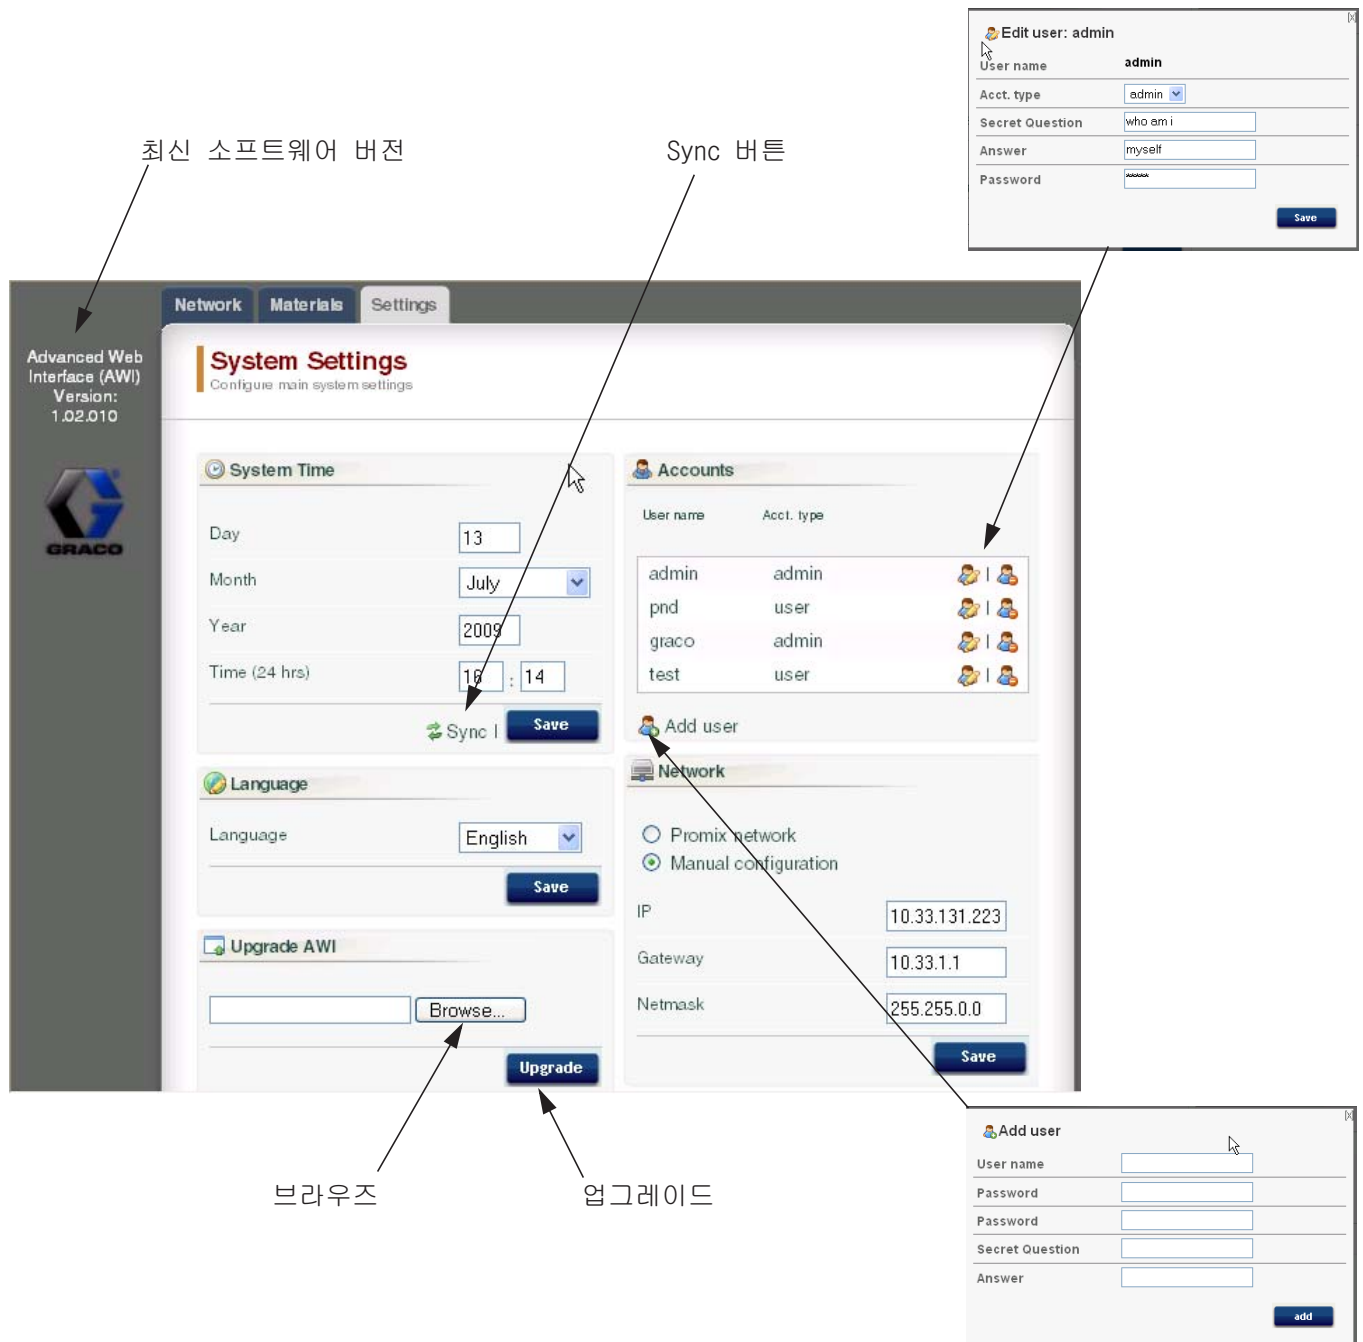 [x]
Edit user: admin
User name admin
Acct. type admin
Secret Question who am i
Answer myself
Password *****
Save
최신 소프트웨어 버전
Sync 버튼
Network Materials Settings
Advanced Web
Interface (AWI)
Version:
1.02.010
GRACO
System Settings
Configure main system settings
System Time
Day 13
Month July
Year 2009
Time (24 hrs) 16 : 14
Sync | Save
Language
Language English
Save
Upgrade AWI
Browse...
Upgrade
Accounts
User name Acct. type
admin admin |
pnd user |
graco admin |
test user |
Add user
Network
Promix network
Manual configuration
IP 10.33.131.223
Gateway 10.33.1.1
Netmask 255.255.0.0
Save
브라우즈
업그레이드
[x]
Add user
User name
Password
Password
Secret Question
Answer
add